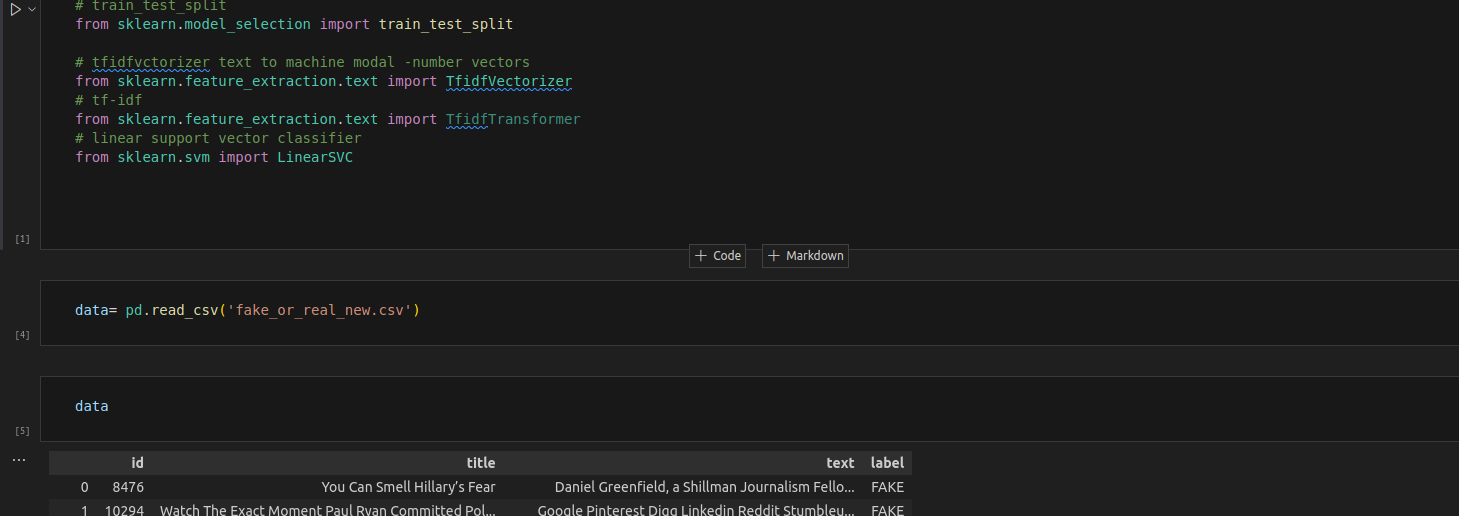 # train_test_split
from sklearn.model_selection import train_test_split
# tfidfvctorizer text to machine modal -number vectors
from sklearn.feature_extraction.text import TfidfVectorizer
# tf-idf
from sklearn.feature_extraction.text import TfidfTransformer
# linear support vector classifier
from sklearn.svm import LinearSVC
[1]
+ Code + Markdown
data= pd.read_csv('fake_or_real_new.csv')
[4]
data
[5]
...
id title text label
0 8476 You Can Smell Hillary’s Fear Daniel Greenfield, a Shillman Journalism Fello... FAKE
1 10294 Watch The Exact Moment Paul Ryan Committed Pol... Google Pinterest Digg Linkedin Reddit Stumbleu... FAKE